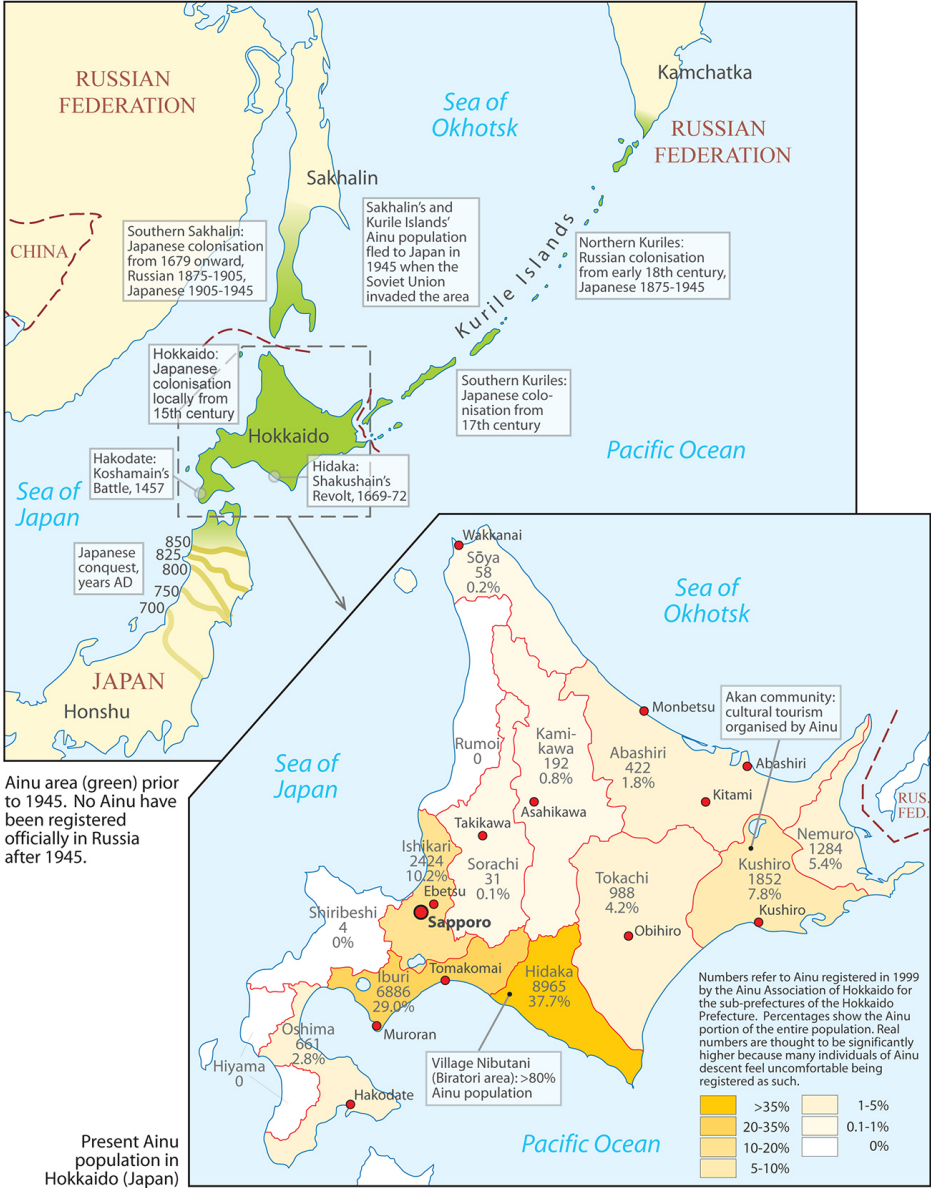 RUSSIAN
FEDERATION
Sea of
Okhotsk
Kamchatka
RUSSIAN
FEDERATION
Sakhalin
CHINA
Southern Sakhalin:
Japanese colonisation
from 1679 onward,
Russian 1875-1905,
Japanese 1905-1945
Sakhalin's and
Kurile Islands'
Ainu population
fled to Japan in
1945 when the
Soviet Union
invaded the area
Northern Kuriles:
Russian colonisation
from early 18th century,
Japanese 1875-1945
Kurile Islands
Hokkaido:
Japanese
colonisation
locally from
15th century
Southern Kuriles:
Japanese colo-
nisation from
17th century
Hokkaido
Pacific Ocean
Hakodate:
Koshamain's
Battle, 1457
Hidaka:
Shakushain's
Revolt, 1669-72
Sea of
Japan
Japanese
conquest,
years AD
850
825
800
750
700
JAPAN
Honshu
Ainu area (green) prior
to 1945. No Ainu have
been registered
officially in Russia
after 1945.
Wakkanai
Sōya
58
0.2%
Sea of
Okhotsk
Monbetsu
Akan community:
cultural tourism
organised by Ainu
Sea of
Japan
Rumoi
0
Kami-
kawa
192
0.8%
Abashiri
422
1.8%
Abashiri
Kitami
RUS.
FED.
Asahikawa
Takikawa
Ishikari
2424
10.2%
Sorachi
31
0.1%
Nemuro
1284
5.4%
Kushiro
1852
7.8%
Kushiro
Tokachi
988
4.2%
Obihiro
Ebetsu
Sapporo
Shiribeshi
4
0%
Iburi
6886
29.0%
Tomakomai
Hidaka
8965
37.7%
Muroran
Oshima
661
2.8%
Hiyama
0
Hakodate
Village Nibutani
(Biratori area): >80%
Ainu population
Numbers refer to Ainu registered in 1999
by the Ainu Association of Hokkaido for
the sub-prefectures of the Hokkaido
Prefecture. Percentages show the Ainu
portion of the entire population. Real
numbers are thought to be significantly
higher because many individuals of Ainu
descent feel uncomfortable being
registered as such.
>35%
20-35%
10-20%
5-10%
1-5%
0.1-1%
0%
Pacific Ocean
Present Ainu
population in
Hokkaido (Japan)